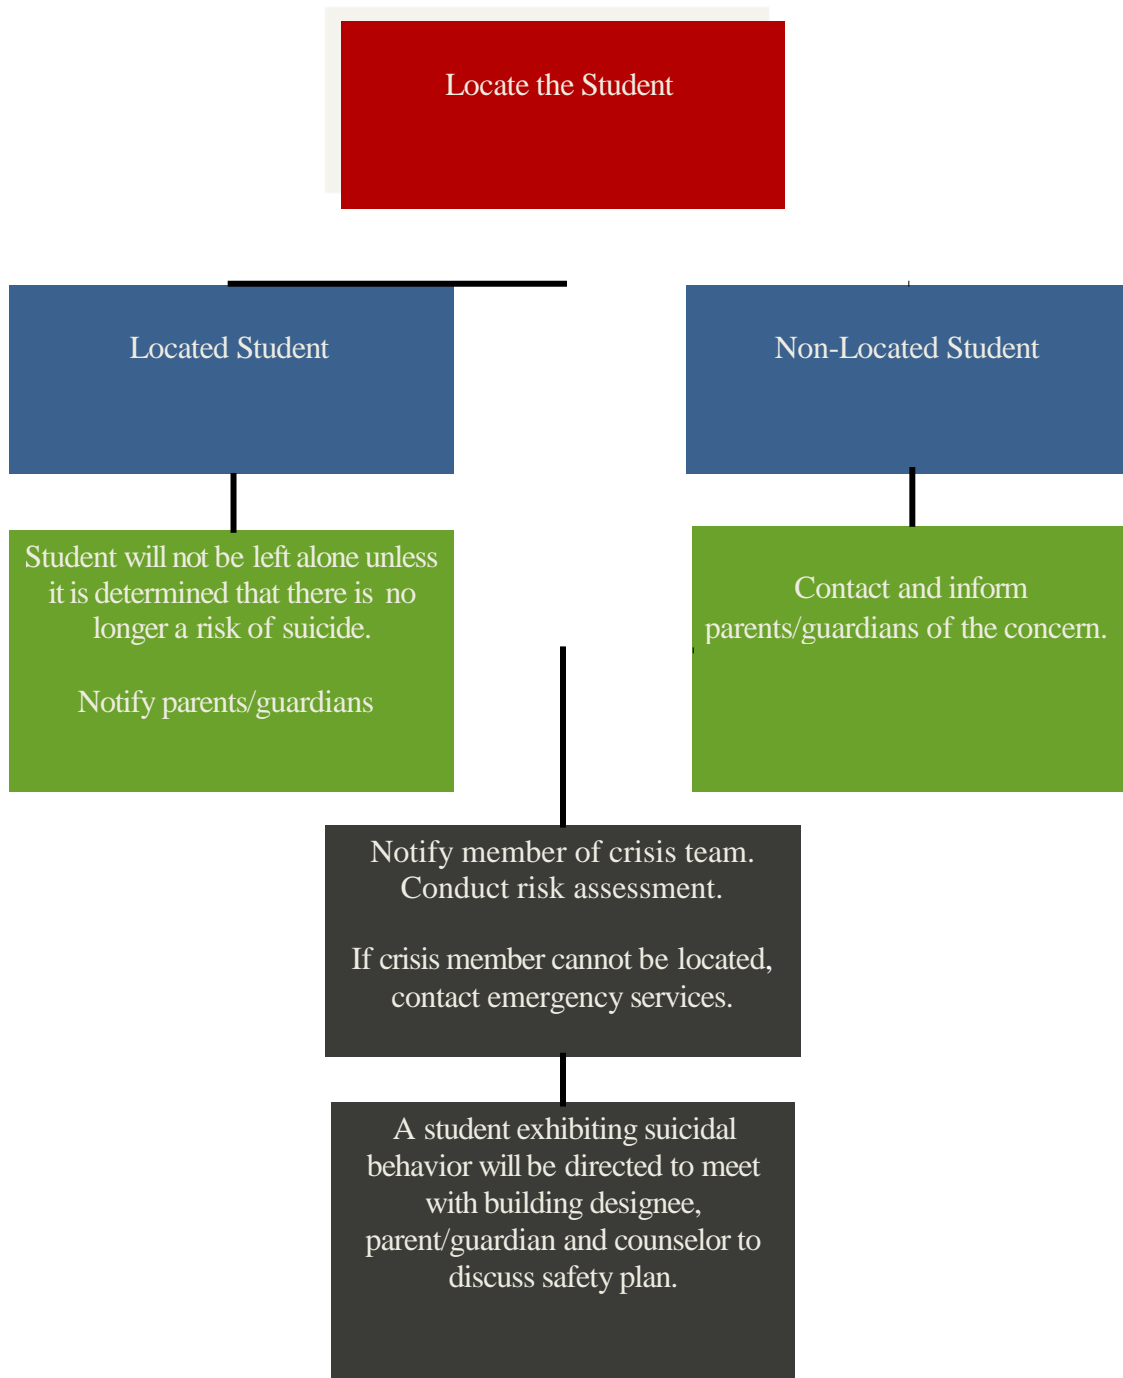 Locate the Student
Located Student
Non-Located Student
Student will not be left alone unless
it is determined that there is no
longer a risk of suicide.
Notify parents/guardians
Contact and inform
parents/guardians of the concern.
Notify member of crisis team.
Conduct risk assessment.
If crisis member cannot be located,
contact emergency services.
A student exhibiting suicidal
behavior will be directed to meet
with building designee,
parent/guardian and counselor to
discuss safety plan.